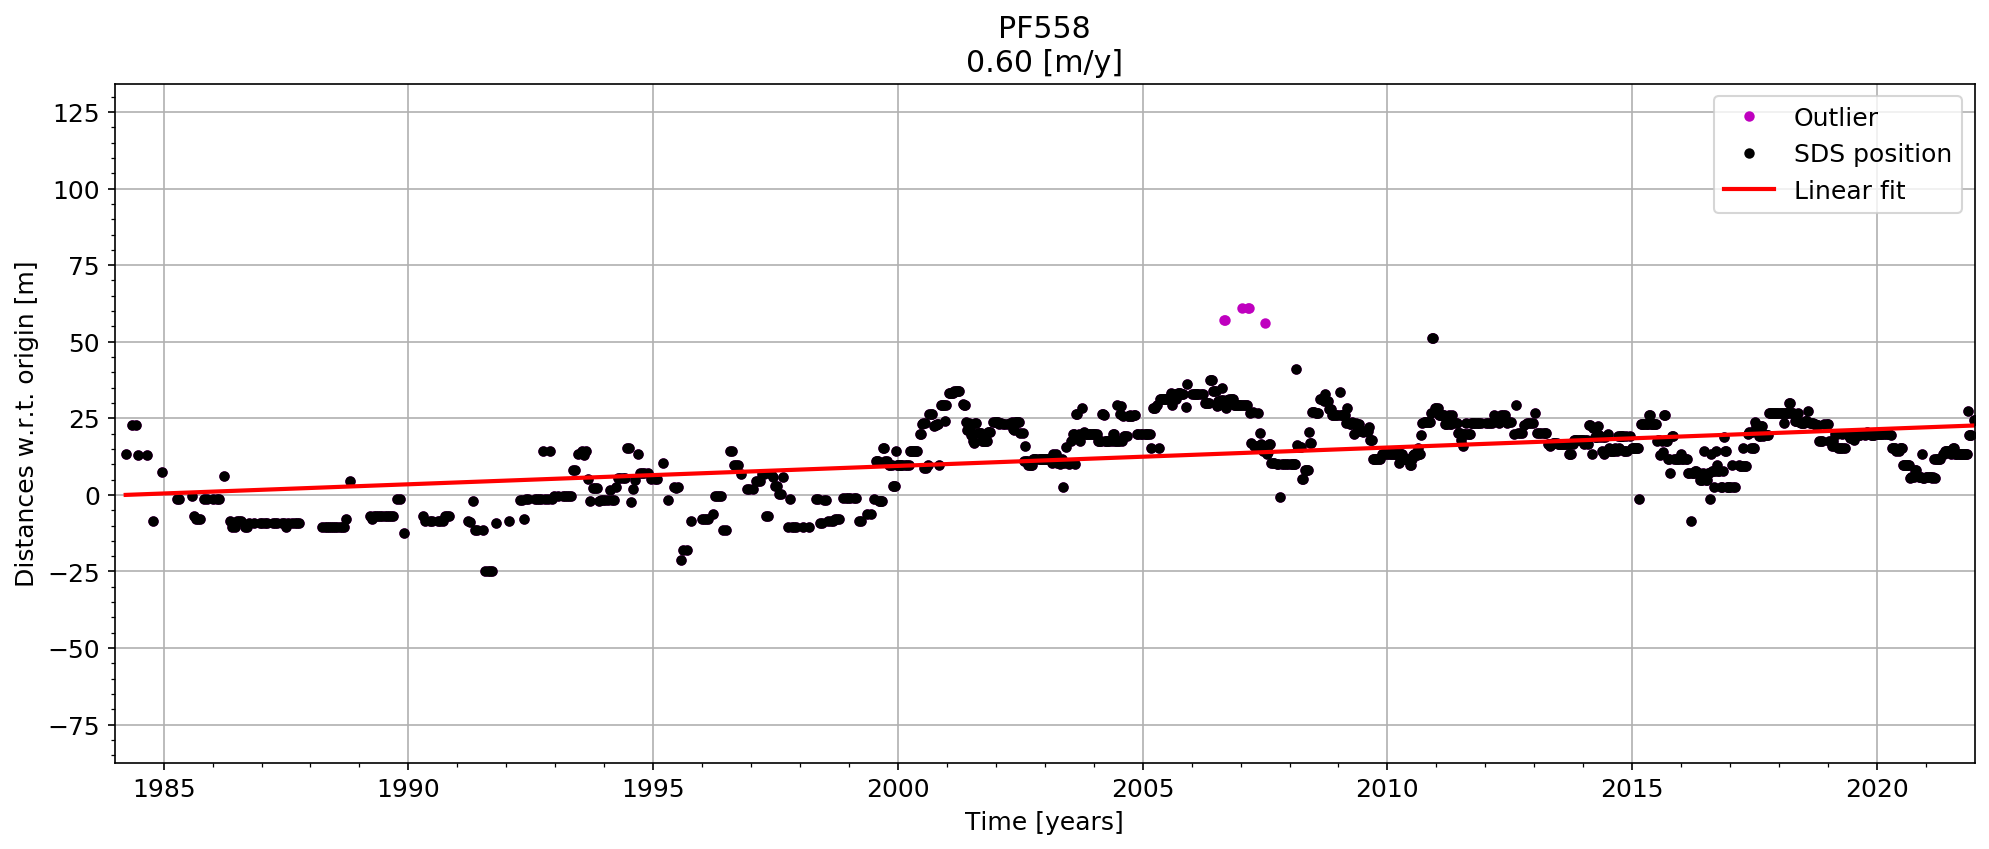 PF558
0.60 [m/y]
Outlier
SDS position
Linear fit
Distances w.r.t. origin [m]
125
100
75
50
25
0
−25
−50
−75
1985
1990
1995
2000
2005
2010
2015
2020
Time [years]